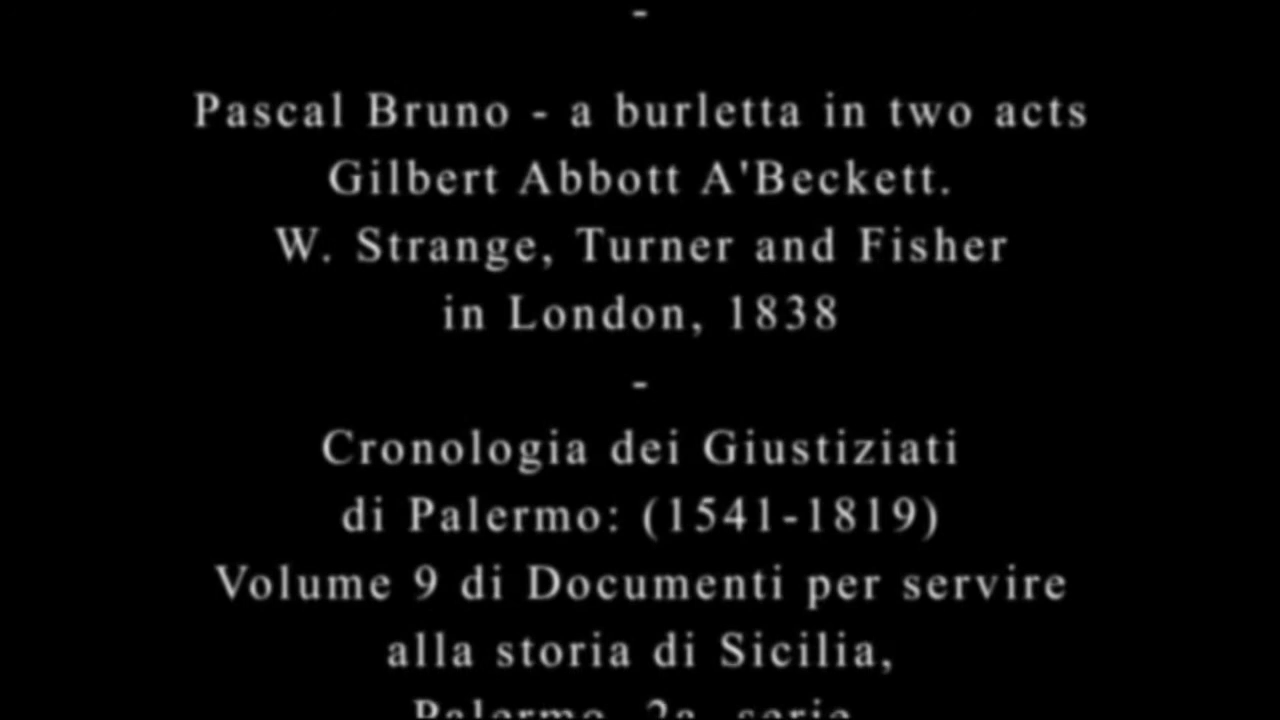 -
Pascal Bruno - a burletta in two acts
Gilbert Abbott A'Beckett.
W. Strange, Turner and Fisher
in London, 1838
-
Cronologia dei Giustiziati
di Palermo: (1541-1819)
Volume 9 di Documenti per servire
alla storia di Sicilia,
Palermo, 2a. serie